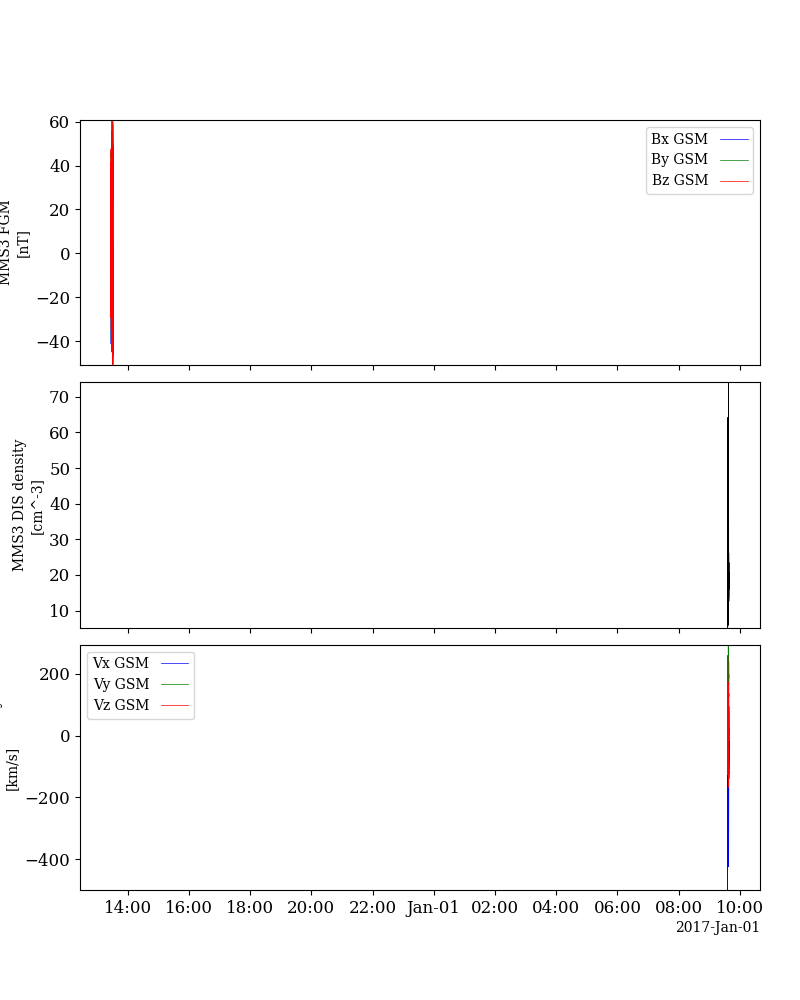 60
40
20
0
−20
−40
MMS3 FGM
[nT]
Bx GSM
By GSM
Bz GSM
70
60
50
40
30
20
10
MMS3 DIS density
[cm^-3]
200
0
−200
−400
[km/s]
Vx GSM
Vy GSM
Vz GSM
14:00 16:00 18:00 20:00 22:00 Jan-01 02:00 04:00 06:00 08:00 10:00
2017-Jan-01